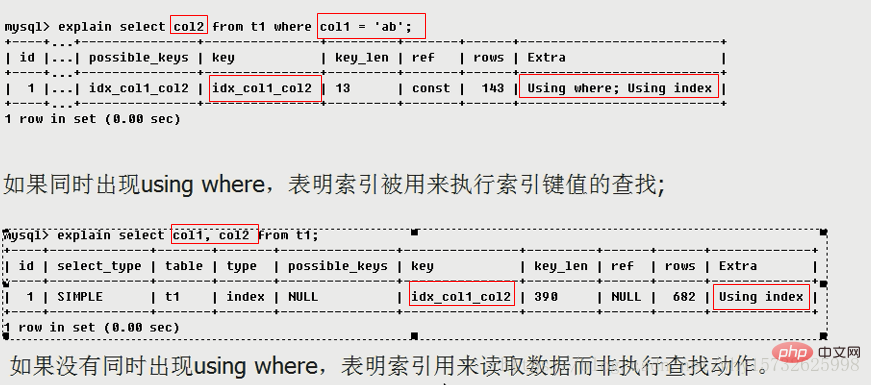 mysql> explain select col2 from t1 where col1 = 'ab';
+----+...+---------------+---------------+---------+-------+------+--------------------------+
| id |...| possible_keys | key | key_len | ref | rows | Extra |
+----+...+---------------+---------------+---------+-------+------+--------------------------+
| 1 |...| idx_col1_col2 | idx_col1_col2 | 13 | const | 143 | Using where; Using index |
+----+...+---------------+---------------+---------+-------+------+--------------------------+
1 row in set (0.00 sec)
如果同时出现using where，表明索引被用来执行索引键值的查找;
mysql> explain select col1, col2 from t1;
+----+-------------+-------+-------+---------------+---------------+---------+------+------+-------------+
| id | select_type | table | type | possible_keys | key | key_len | ref | rows | Extra |
+----+-------------+-------+-------+---------------+---------------+---------+------+------+-------------+
| 1 | SIMPLE | t1 | index | NULL | idx_col1_col2 | 390 | NULL | 682 | Using index |
+----+-------------+-------+-------+---------------+---------------+---------+------+------+-------------+
1 row in set (0.00 sec)
如果没有同时出现using where，表明索引用来读取数据而非执行查找动作。
php 中文网